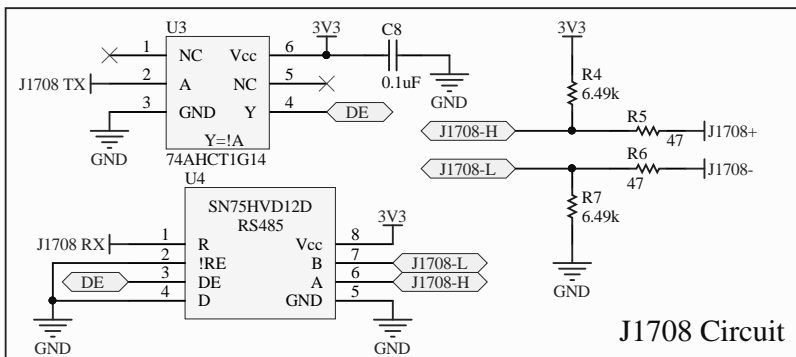 U3
1
NC
Vcc
6
3V3
C8
0.1uF
GND
J1708 TX
2
A
NC
5
3
GND
Y
4
DE
GND
Y=!A
74AHCT1G14
U4
SN75HVD12D
RS485
3V3
J1708 RX
1
R
Vcc
8
2
!RE
B
7
J1708-L
DE
3
DE
A
6
J1708-H
4
D
GND
5
GND
GND
3V3
R4
6.49k
J1708-H
R5
47
J1708+
J1708-L
R6
47
J1708-
R7
6.49k
GND
J1708 Circuit